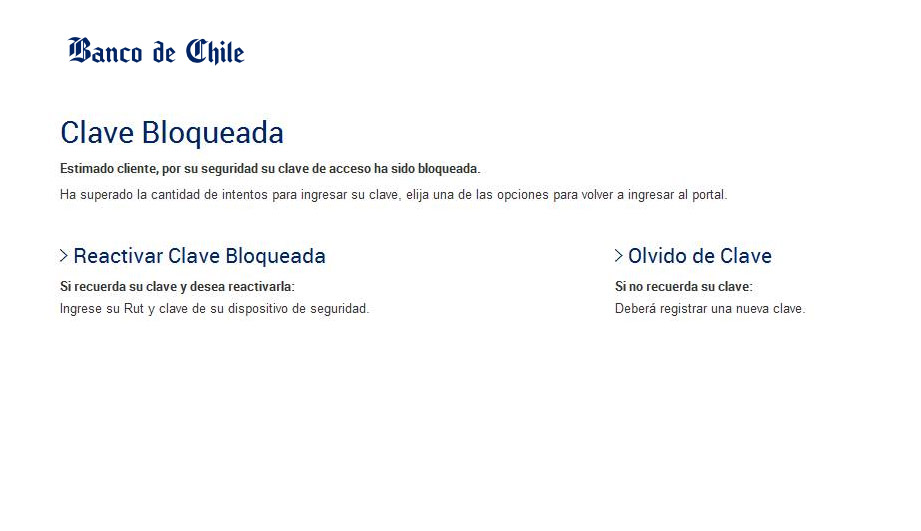 Banco de Chile
Clave Bloqueada
Estimado cliente, por su seguridad su clave de acceso ha sido bloqueada.
Ha superado la cantidad de intentos para ingresar su clave, elija una de las opciones para volver a ingresar al portal.
> Reactivar Clave Bloqueada
Si recuerda su clave y desea reactivarla:
Ingrese su Rut y clave de su dispositivo de seguridad.
> Olvido de Clave
Si no recuerda su clave:
Deberá registrar una nueva clave.